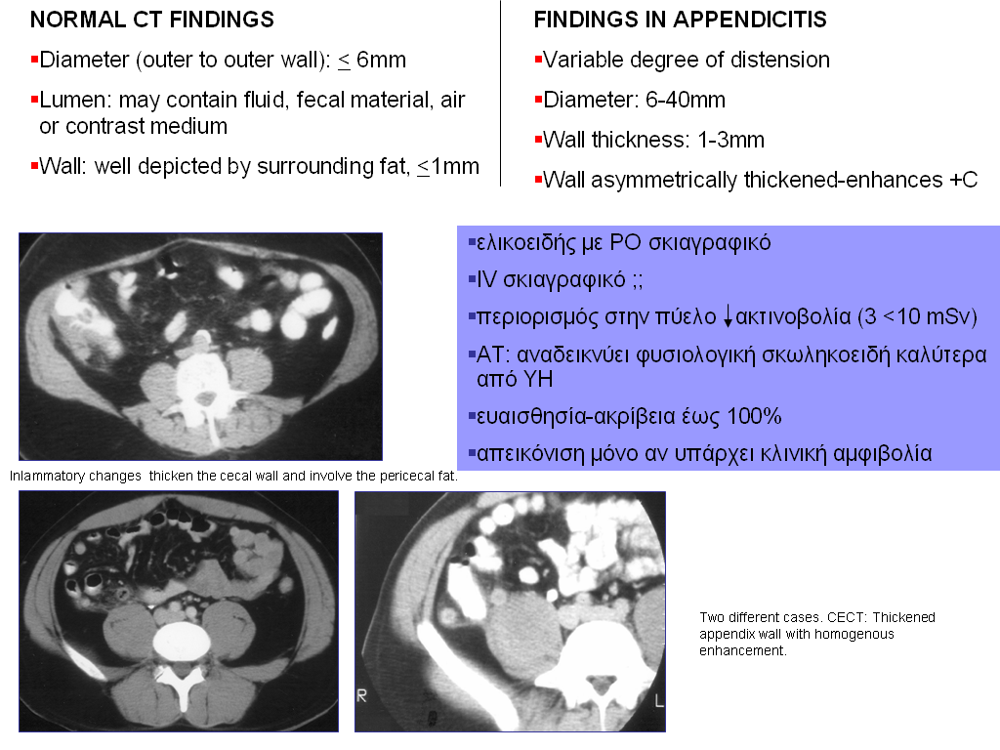 NORMAL CT FINDINGS
▪Diameter (outer to outer wall): < 6mm
▪Lumen: may contain fluid, fecal material, air
or contrast medium
▪Wall: well depicted by surrounding fat, <1mm
FINDINGS IN APPENDICITIS
▪Variable degree of distension
▪Diameter: 6-40mm
▪Wall thickness: 1-3mm
▪Wall asymmetrically thickened-enhances +C
▪ελικοειδής με PO σκιαγραφικό
▪IV σκιαγραφικό ;;
▪περιορισμός στην πύελο ↓ακτινοβολία (3 <10 mSv)
▪ΑΤ: αναδεικνύει φυσιολογική σκωληκοειδή καλύτερα
από ΥΗ
▪ευαισθησία-ακρίβεια έως 100%
▪απεικόνιση μόνο αν υπάρχει κλινική αμφιβολία
Inlammatory changes thicken the cecal wall and involve the pericecal fat.
R
L
Two different cases. CECT: Thickened
appendix wall with homogenous
enhancement.